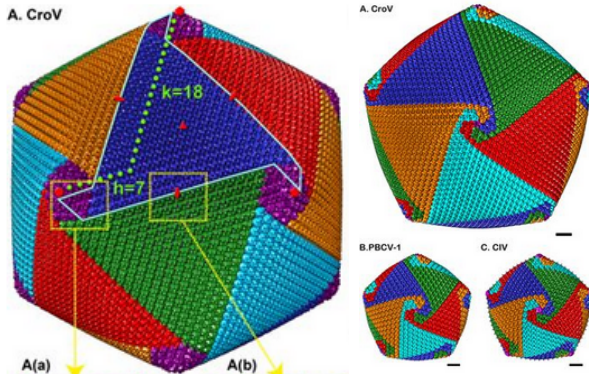 A. CroV
k=18
h=7
A(a)
A(b)
A. CroV
B.PBCV-1
C. CIV